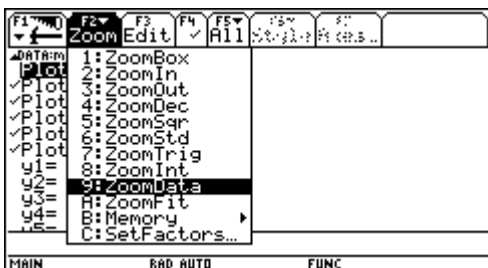 F1 F2 F3 F4 F5
Zoom Edit ✓ All
DATA:m
Plot
✓Plot
✓Plot
✓Plot
✓Plot
✓Plot
y1=
y2=
y3=
y4=
1:ZoomBox
2:ZoomIn
3:ZoomOut
4:ZoomDec
5:ZoomSqr
6:ZoomStd
7:ZoomTrig
8:ZoomInt
9:ZoomData
A:ZoomFit
B:Memory
C:SetFactors…
MAIN RAD AUTO FUNC